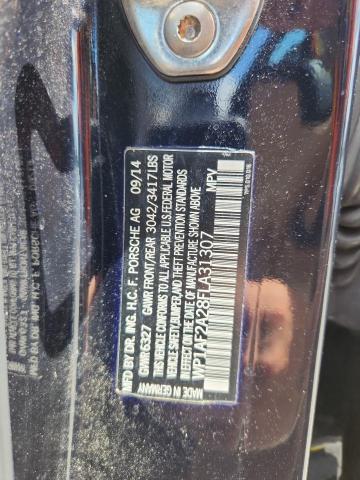 MFD BY DR. ING. H.C. F. PORSCHE AG 09/14
GVWR 6327 GAWR FRONT/REAR 3042/3417LBS
THIS VEHICLE CONFORMS TO ALL APPLICABLE U.S. FEDERAL MOTOR
VEHICLE SAFETY, BUMPER, AND THEFT PREVENTION STANDARDS
IN EFFECT ON THE DATE OF MANUFACTURE SHOWN ABOVE
WP1AF2A28FLA31307 MPV
MADE IN GERMANY